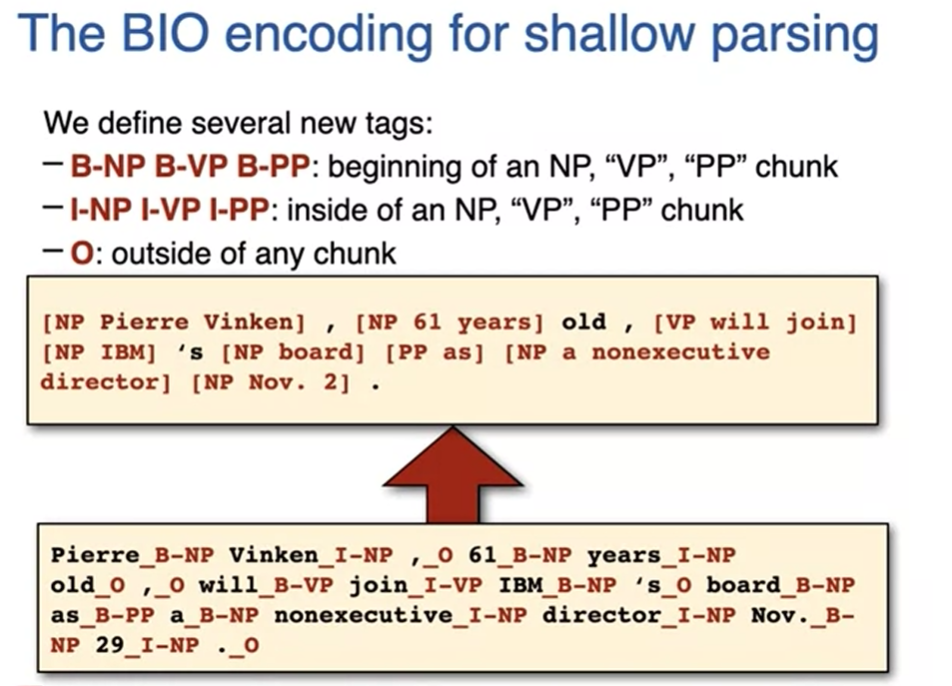 The BIO encoding for shallow parsing
We define several new tags:
– B-NP B-VP B-PP: beginning of an NP, “VP”, “PP” chunk
– I-NP I-VP I-PP: inside of an NP, “VP”, “PP” chunk
– O: outside of any chunk
[NP Pierre Vinken] , [NP 61 years] old , [VP will join]
[NP IBM] ‘s [NP board] [PP as] [NP a nonexecutive
director] [NP Nov. 2] .
Pierre_B-NP Vinken_I-NP ,_O 61_B-NP years_I-NP
old_O ,_O will_B-VP join_I-VP IBM_B-NP ‘s_O board_B-NP
as_B-PP a_B-NP nonexecutive_I-NP director_I-NP Nov._B-
NP 29_I-NP ._O